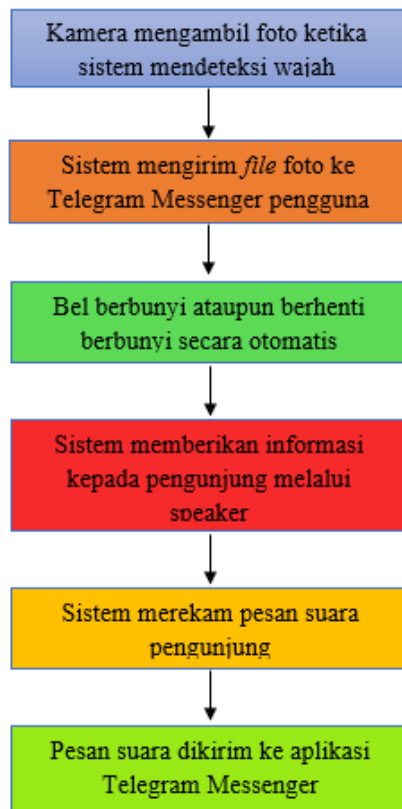 Kamera mengambil foto ketika
sistem mendeteksi wajah
Sistem mengirim file foto ke
Telegram Messenger pengguna
Bel berbunyi ataupun berhenti
berbunyi secara otomatis
Sistem memberikan informasi
kepada pengunjung melalui
speaker
Sistem merekam pesan suara
pengunjung
Pesan suara dikirim ke aplikasi
Telegram Messenger